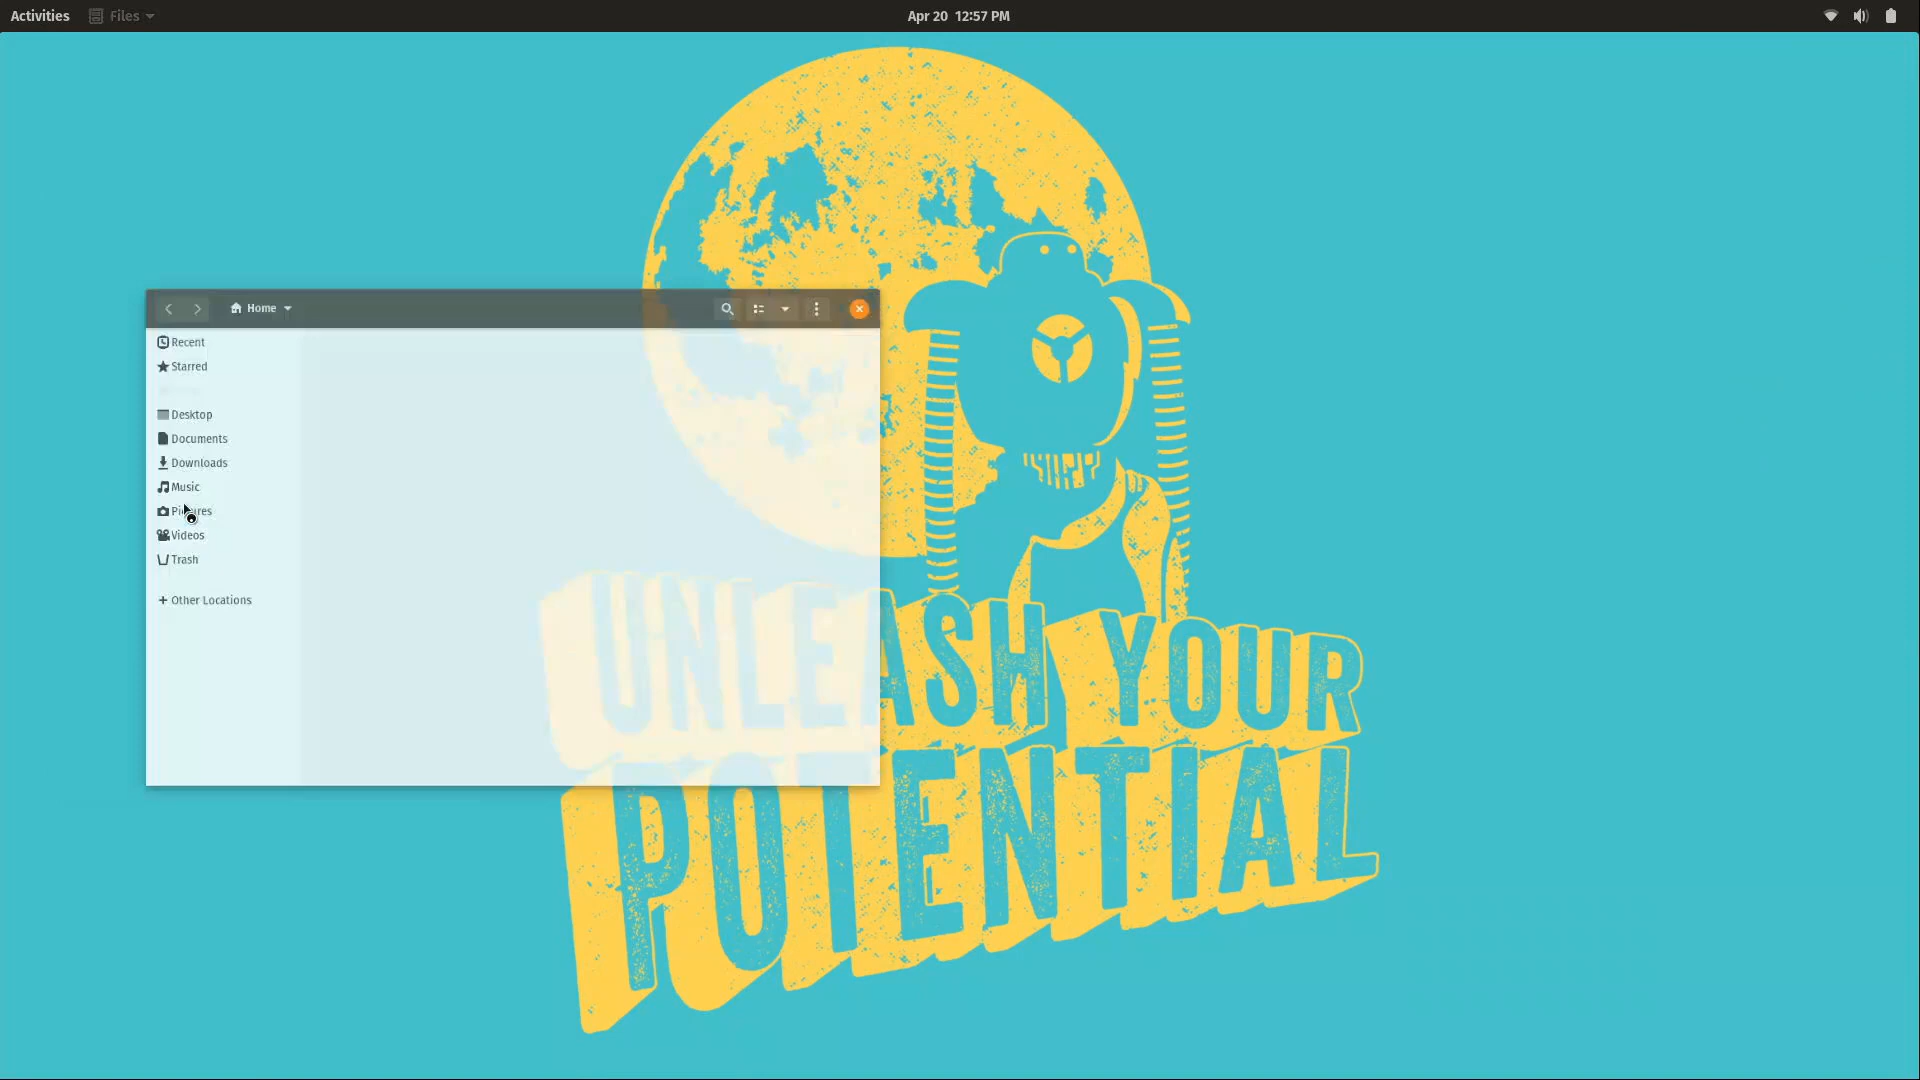 Activities
Files
Apr 20 12:57 PM
Home
Recent
Starred
Desktop
Documents
Downloads
Music
Pictures
Videos
Trash
+ Other Locations
UNLEASH YOUR
POTENTIAL